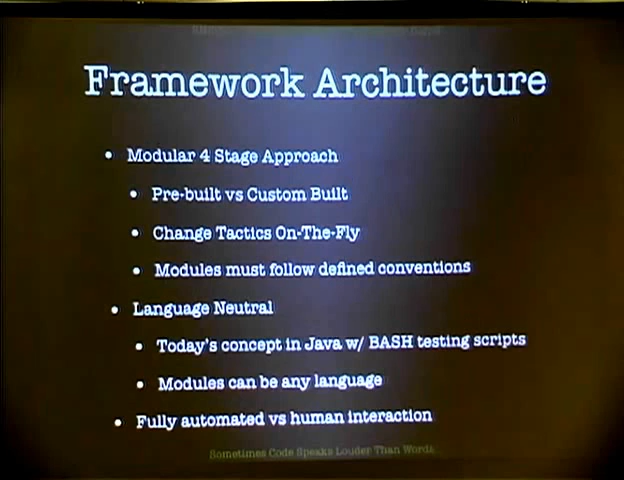 Framework Architecture
• Modular 4 Stage Approach
• Pre-built vs Custom Built
• Change Tactics On-The-Fly
• Modules must follow defined conventions
• Language Neutral
• Today's concept in Java w/ BASH testing scripts
• Modules can be any language
• Fully automated vs human interaction
Sometimes Code Speaks Louder Than Words